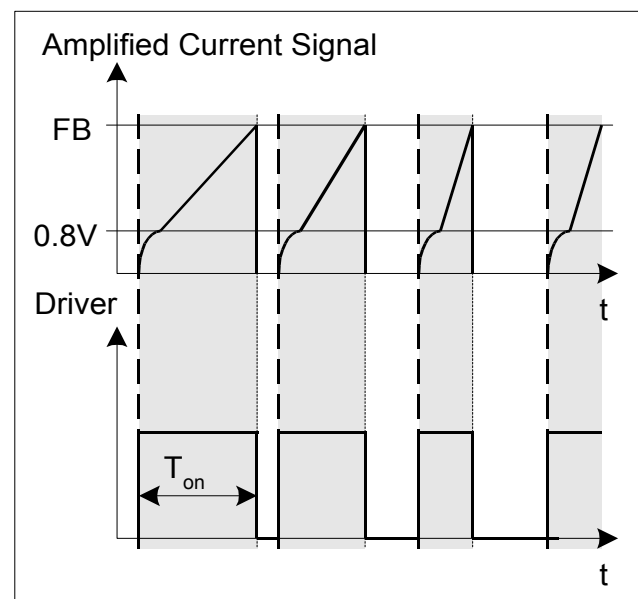 Amplified Current Signal
FB
0.8V
t
Driver
Ton
t